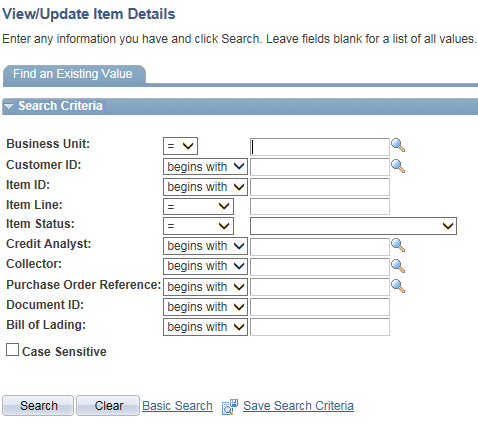 View/Update Item Details
Enter any information you have and click Search. Leave fields blank for a list of all values.
Find an Existing Value
Search Criteria
Business Unit: =
Customer ID: begins with
Item ID: begins with
Item Line: =
Item Status: =
Credit Analyst: begins with
Collector: begins with
Purchase Order Reference: begins with
Document ID: begins with
Bill of Lading: begins with
Case Sensitive
Search Clear Basic Search Save Search Criteria